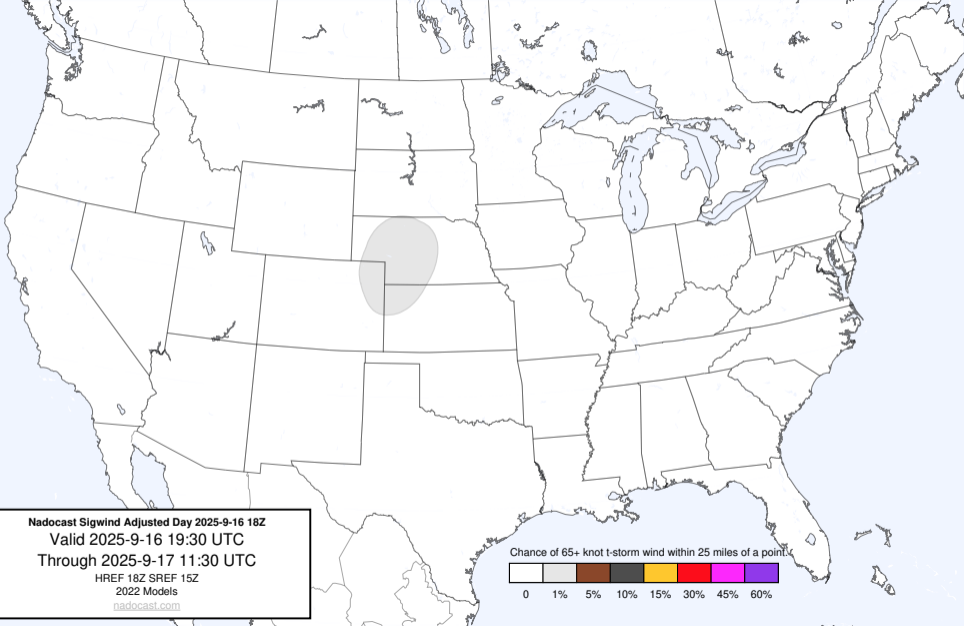 Nadocast Sigwind Adjusted Day 2025-9-16 18Z
Valid 2025-9-16 19:30 UTC
Through 2025-9-17 11:30 UTC
HREF 18Z SREF 15Z
2022 Models
nadocast.com
Chance of 65+ knot t-storm wind within 25 miles of a point.
0 1% 5% 10% 15% 30% 45% 60%